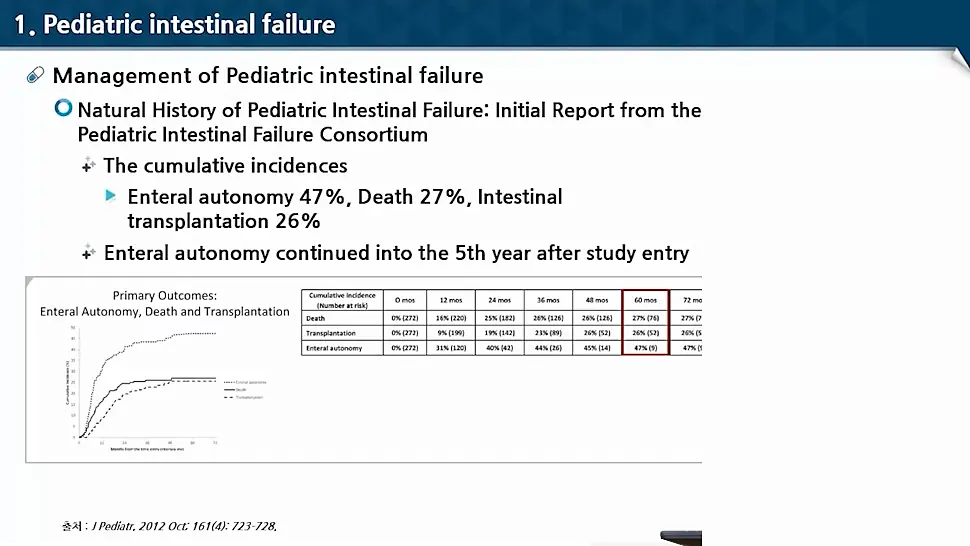 1. Pediatric intestinal failure
Management of Pediatric intestinal failure
Natural History of Pediatric Intestinal Failure: Initial Report from the
Pediatric Intestinal Failure Consortium
The cumulative incidences
Enteral autonomy 47%, Death 27%, Intestinal
transplantation 26%
Enteral autonomy continued into the 5th year after study entry
Primary Outcomes:
Enteral Autonomy, Death and Transplantation
Cumulative incidence (Number at risk) 0 mos 12 mos 24 mos 36 mos 48 mos 60 mos 72
Death 0% (272) 16% (220) 25% (182) 26% (126) 26% (126) 27% (76) 27%
Transplantation 0% (272) 9% (199) 19% (142) 23% (89) 26% (52) 26% (52) 26%
Enteral autonomy 0% (272) 31% (120) 40% (42) 44% (26) 45% (14) 47% (9) 47%
Enteral autonomy
Death
Transplantation
출처 : J Pediatr. 2012 Oct; 161(4): 723-728.